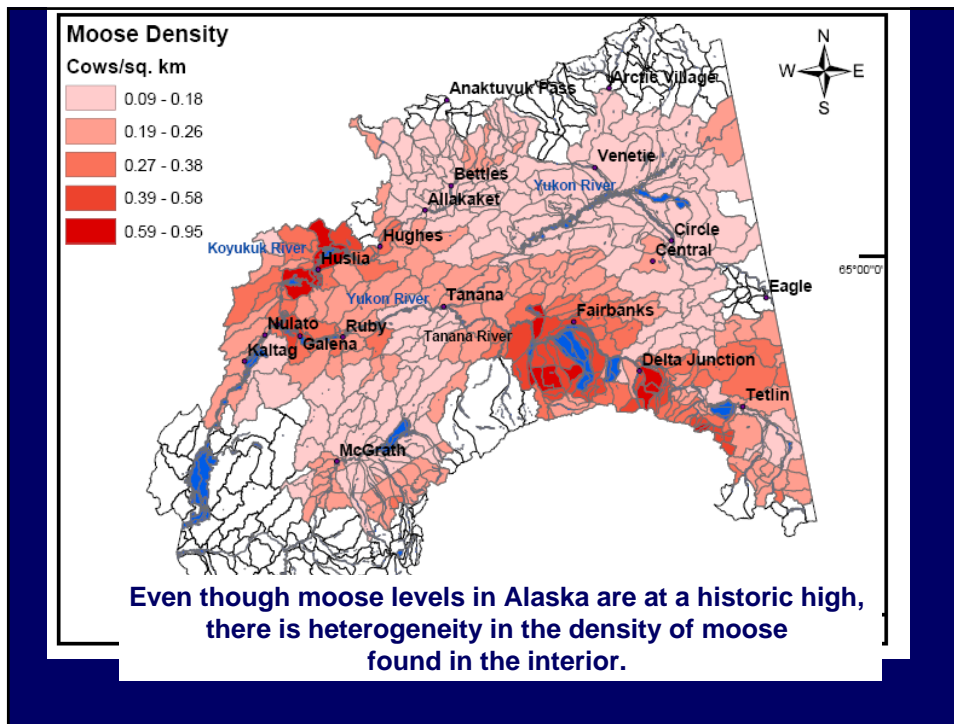 Moose Density
Cows/sq. km
0.09 - 0.18
0.19 - 0.26
0.27 - 0.38
0.39 - 0.58
0.59 - 0.95
N
W E
S
Anaktuvuk Pass
Arctic Village
Venetie
Bettles
Yukon River
Allakaket
Hughes
Circle
Koyukuk River
Central
Huslia
65°00'0"
Eagle
Yukon River
Tanana
Fairbanks
Nulato
Ruby
Tanana River
Galena
Kaltag
Delta Junction
Tetlin
McGrath
Even though moose levels in Alaska are at a historic high,
there is heterogeneity in the density of moose
found in the interior.